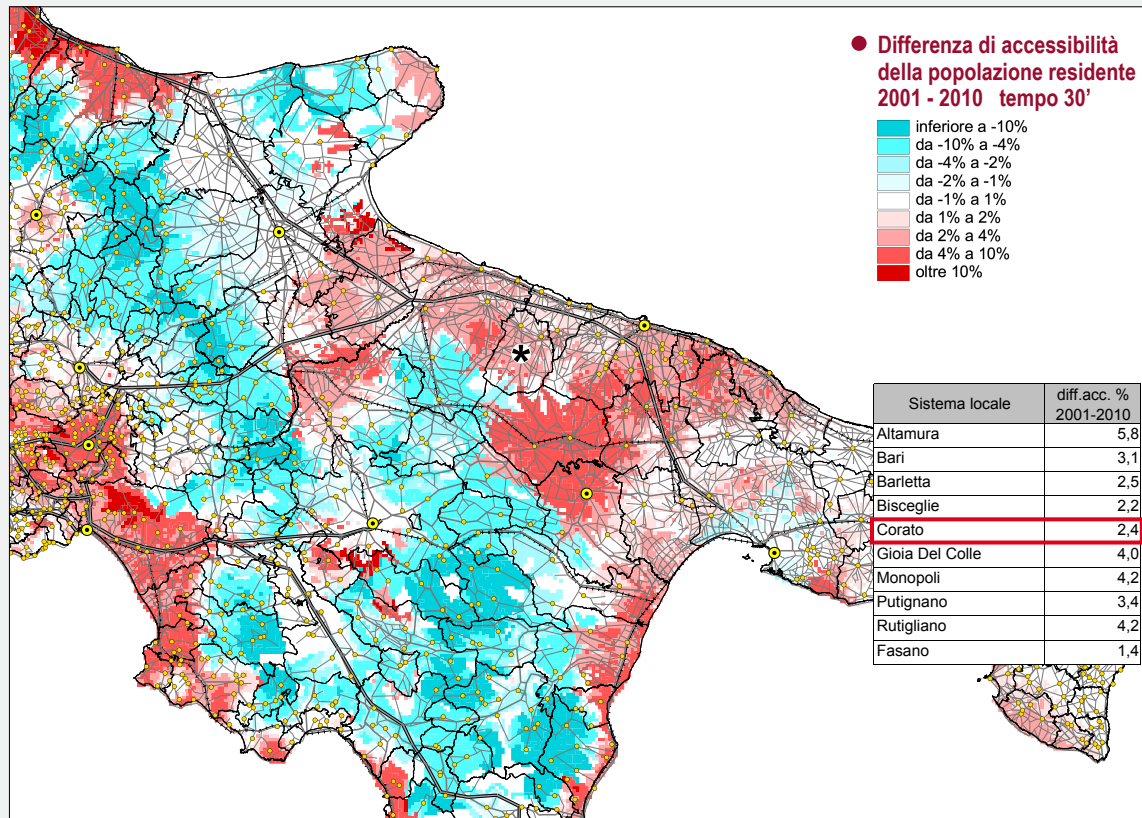 ● Differenza di accessibilità
della popolazione residente
2001 - 2010 tempo 30’
inferiore a -10%
da -10% a -4%
da -4% a -2%
da -2% a -1%
da -1% a 1%
da 1% a 2%
da 2% a 4%
da 4% a 10%
oltre 10%
*
Sistema locale diff.acc. % 2001-2010
Altamura 5,8
Bari 3,1
Barletta 2,5
Bisceglie 2,2
Corato 2,4
Gioia Del Colle 4,0
Monopoli 4,2
Putignano 3,4
Rutigliano 4,2
Fasano 1,4